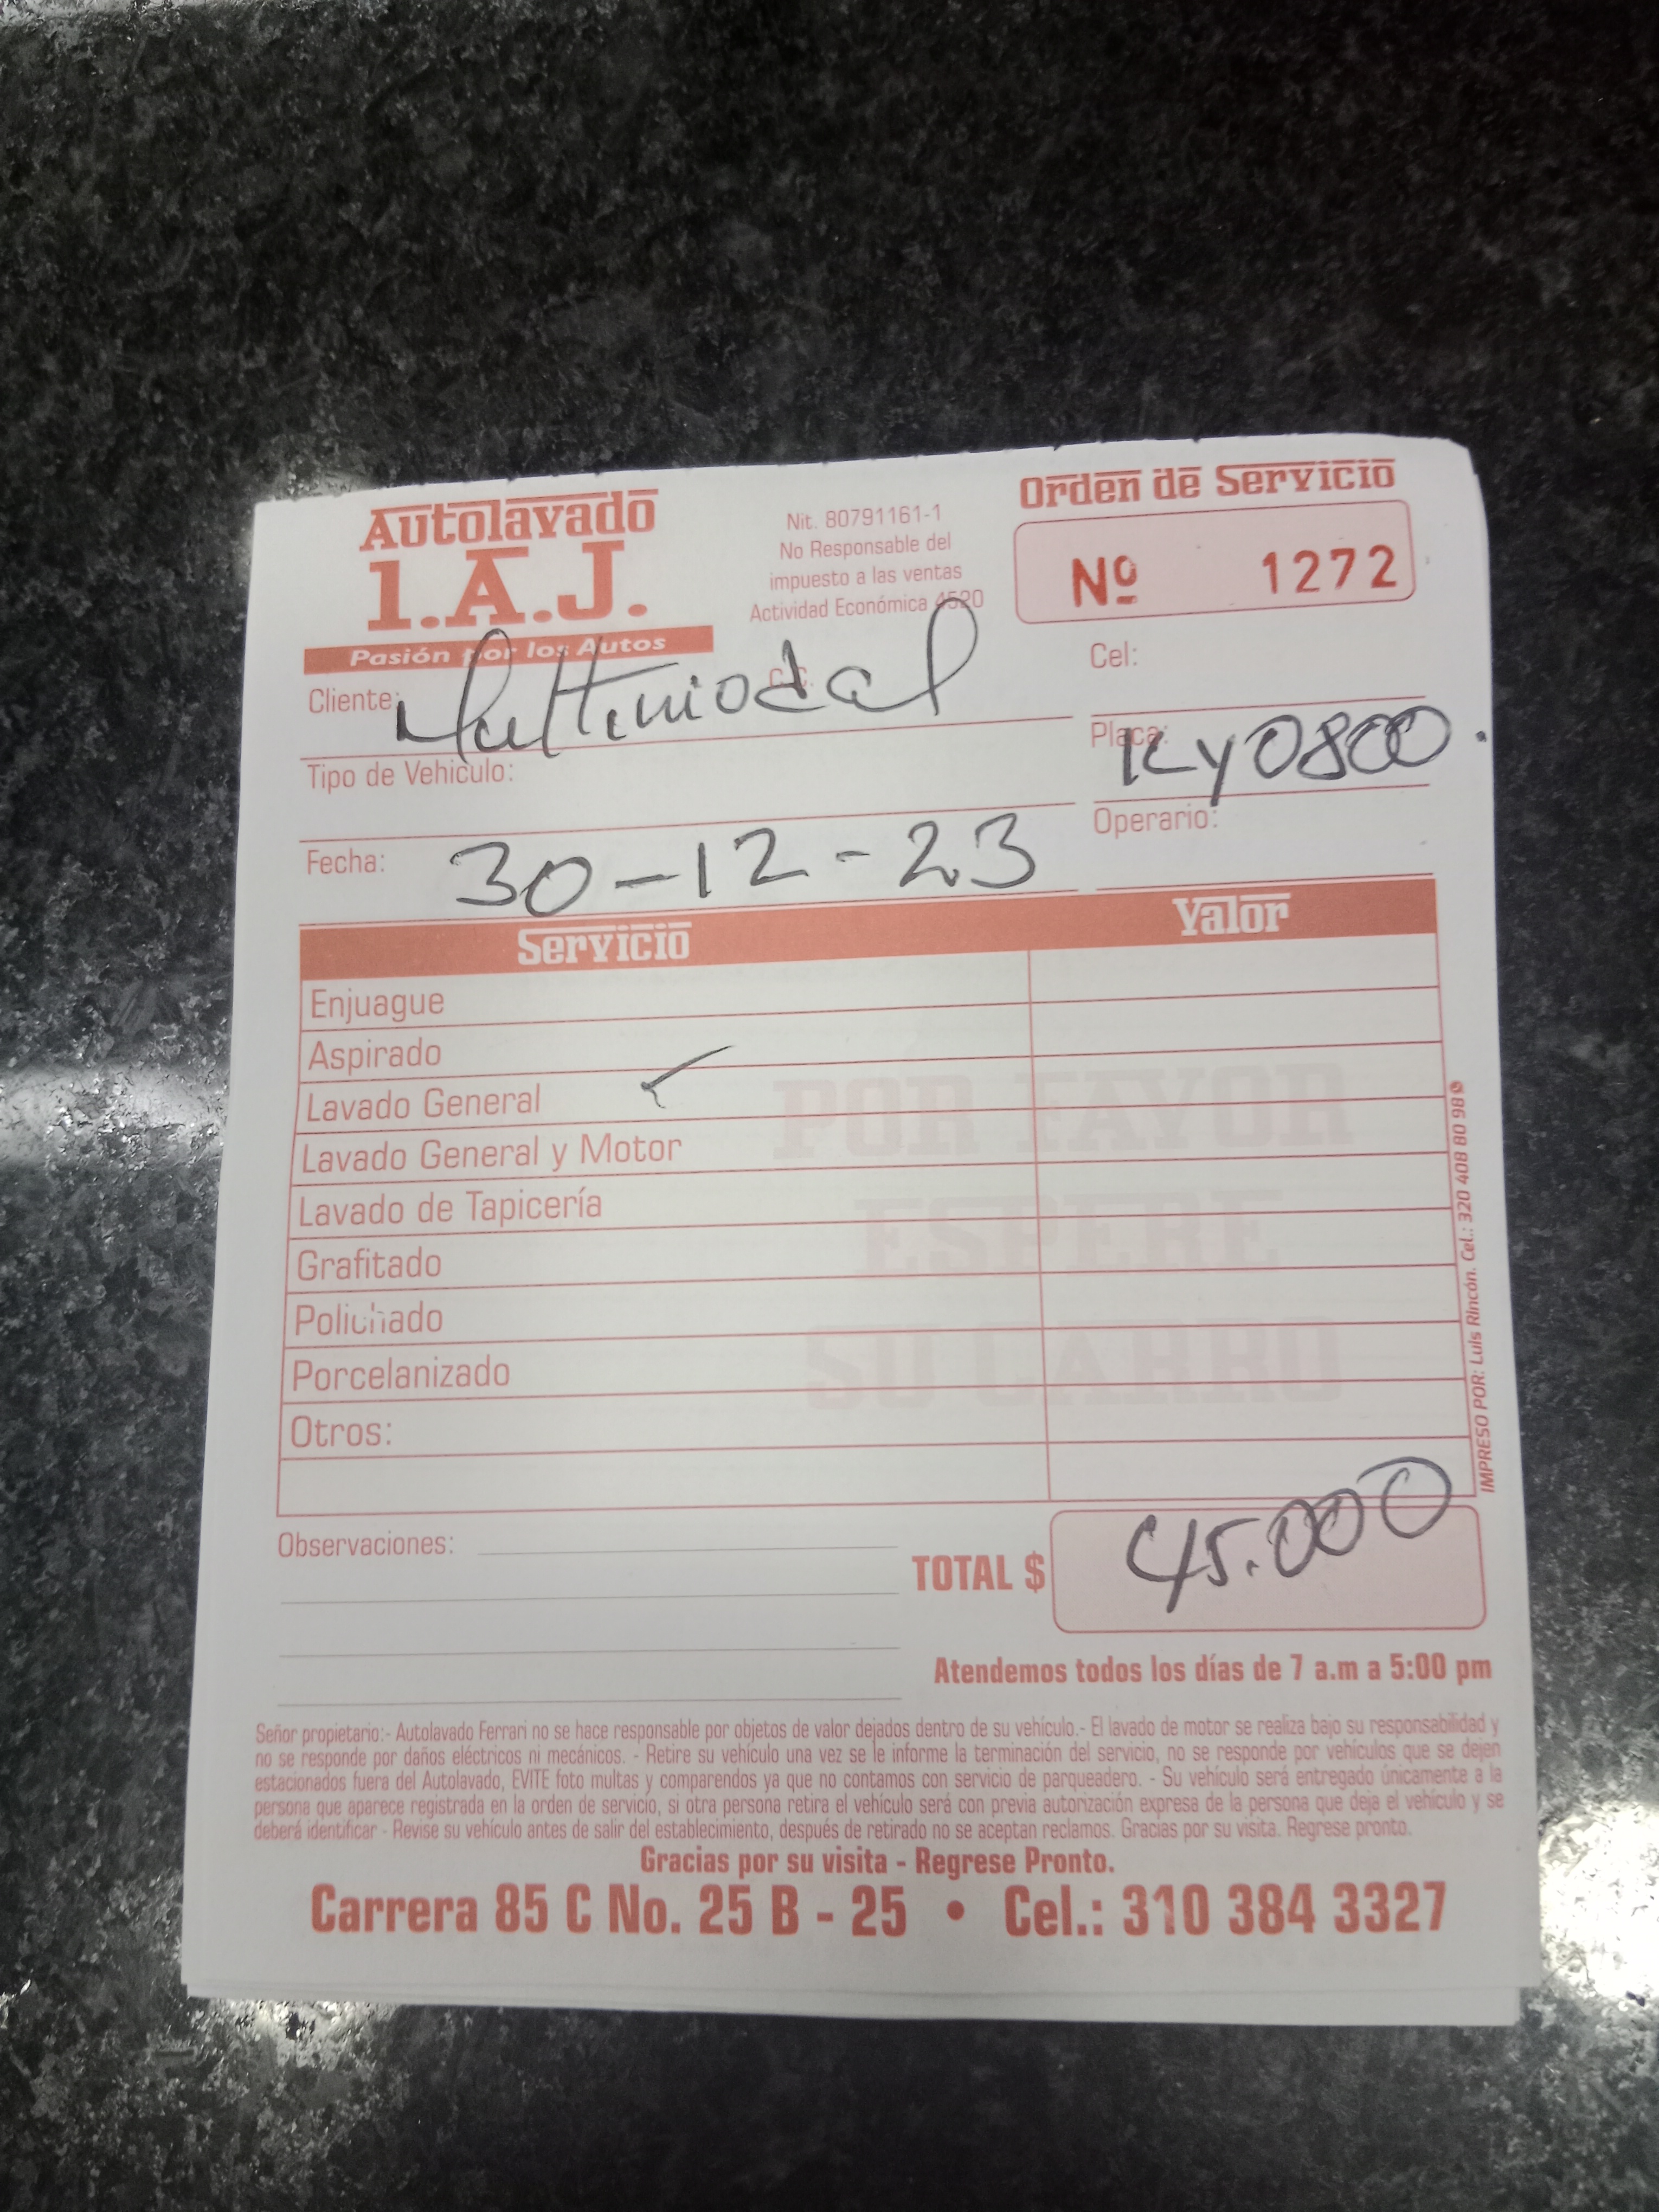 Autolavado
1.A.J.
Pasión por los Autos
Nit. 80791161-1
No Responsable del
impuesto a las ventas
Actividad Económica 4520
Orden de Servicio
Nº 1272
Cliente: Multimodal C.C.
Cel:
Tipo de Vehiculo:
Placa: KYO800
Fecha: 30-12-23
Operario:
Servicio Valor
Enjuague
Aspirado
Lavado General ✓
Lavado General y Motor
Lavado de Tapicería
Grafitado
Polichado
Porcelanizado
Otros:
POR FAVOR
ESPERE
SU CARRO
IMPRESO POR: Luis Rincón. Cel.: 320 408 80 98
Observaciones:
TOTAL $ 45.000
Atendemos todos los días de 7 a.m a 5:00 pm
Señor propietario:- Autolavado Ferrari no se hace responsable por objetos de valor dejados dentro de su vehículo.- El lavado de motor se realiza bajo su responsabilidad y
no se responde por daños eléctricos ni mecánicos. - Retire su vehículo una vez se le informe la terminación del servicio, no se responde por vehículos que se dejen
estacionados fuera del Autolavado, EVITE foto multas y comparendos ya que no contamos con servicio de parqueadero. - Su vehículo será entregado únicamente a la
persona que aparece registrada en la orden de servicio, si otra persona retira el vehículo será con previa autorización expresa de la persona que deja el vehículo y se
deberá identificar - Revise su vehículo antes de salir del establecimiento, después de retirado no se aceptan reclamos. Gracias por su visita. Regrese pronto.
Gracias por su visita - Regrese Pronto.
Carrera 85 C No. 25 B - 25 • Cel.: 310 384 3327